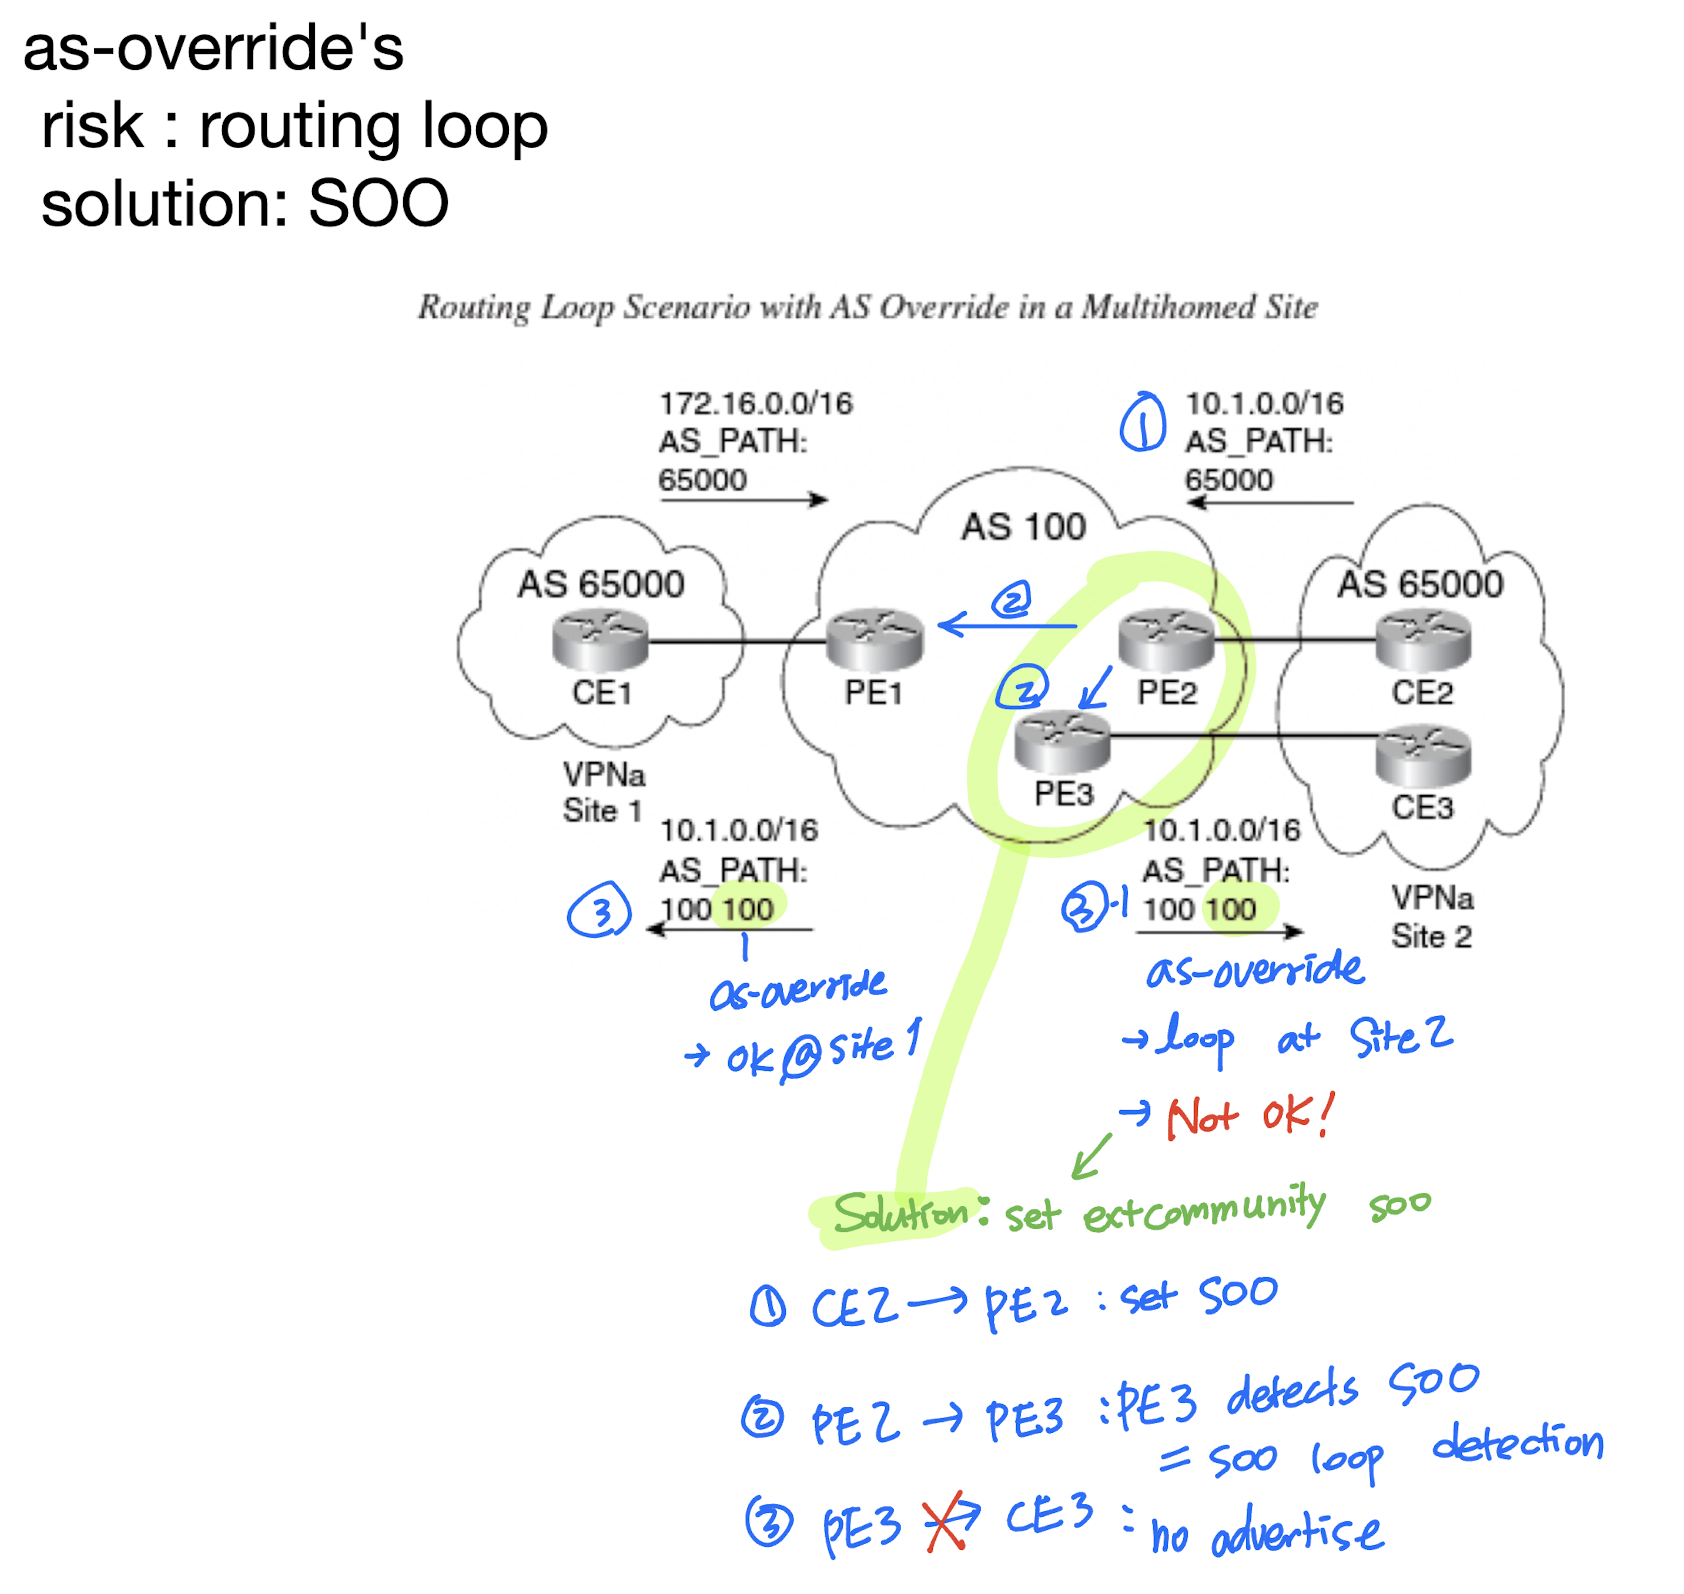 as-override's
risk : routing loop
solution: SOO
Routing Loop Scenario with AS Override in a Multihomed Site
172.16.0.0/16
AS_PATH:
65000
① 10.1.0.0/16
AS_PATH:
65000
AS 100
AS 65000
AS 65000
②
CE1
PE1
②
PE2
CE2
PE3
CE3
VPNa
Site 1
10.1.0.0/16
AS_PATH:
③ 100 100
10.1.0.0/16
AS_PATH:
③-1 100 100
VPNa
Site 2
as-override
→ ok @ site 1
as-override
→ loop at Site 2
→ Not OK!
Solution: set extcommunity soo
① CE2 → PE2 : set SOO
② PE2 → PE3 : PE3 detects SOO
= SOO loop detection
③ PE3 → CE3 : no advertise